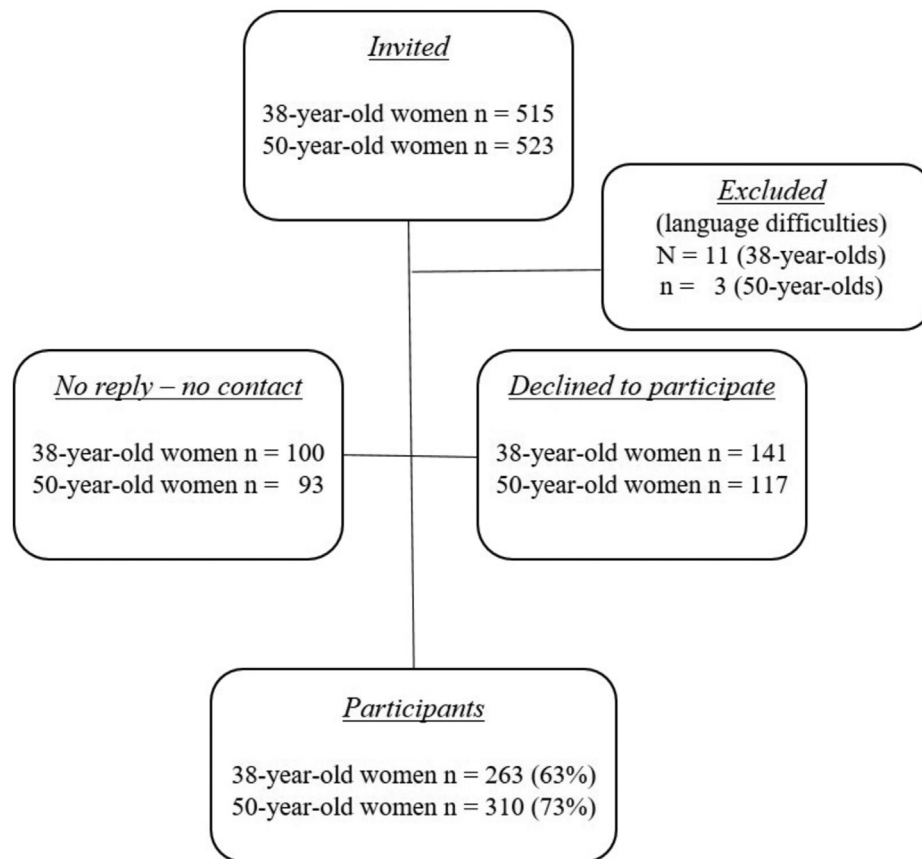 Invited
38-year-old women n = 515
50-year-old women n = 523
Excluded
(language difficulties)
N = 11 (38-year-olds)
n = 3 (50-year-olds)
No reply – no contact
38-year-old women n = 100
50-year-old women n = 93
Declined to participate
38-year-old women n = 141
50-year-old women n = 117
Participants
38-year-old women n = 263 (63%)
50-year-old women n = 310 (73%)